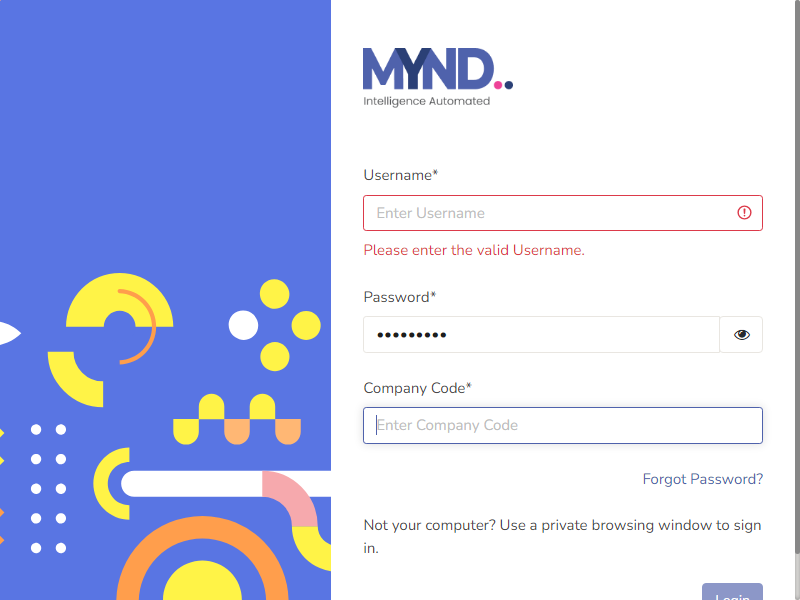 MYND
Intelligence Automated
Username*
Enter Username
Please enter the valid Username.
Password*
•••••••••
Company Code*
Enter Company Code
Forgot Password?
Not your computer? Use a private browsing window to sign
in.
Login